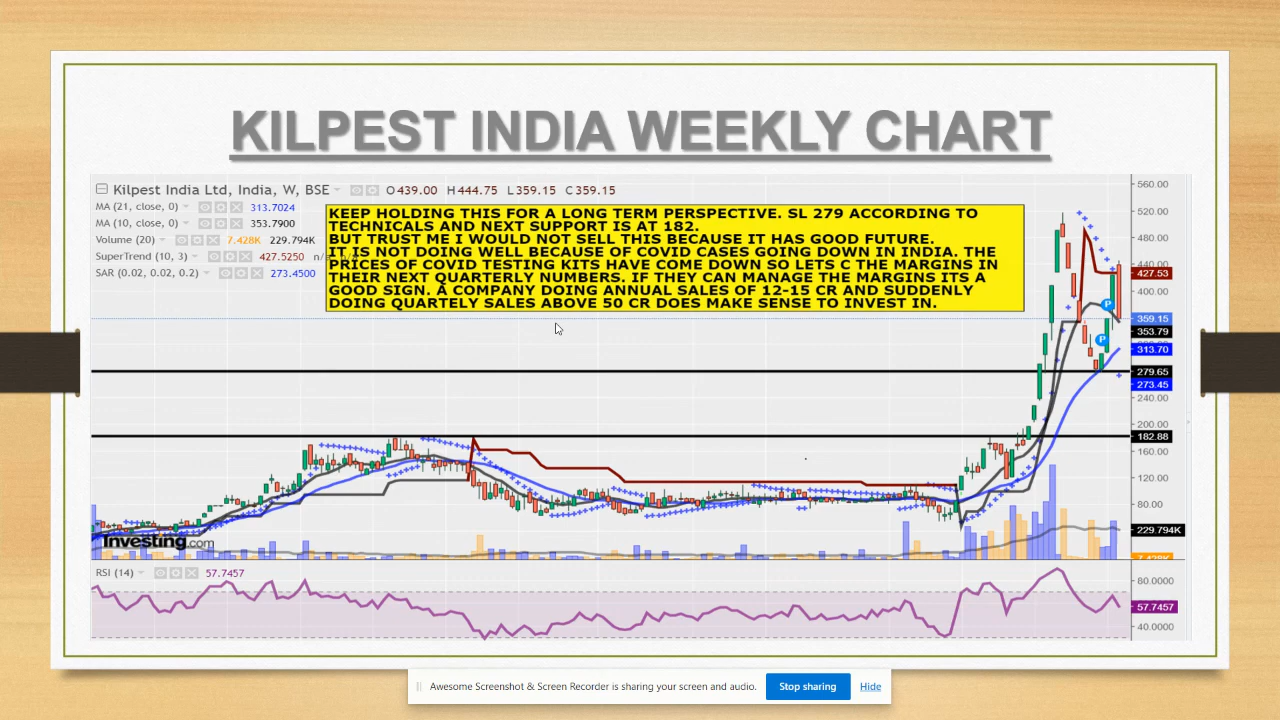 KILPEST INDIA WEEKLY CHART
Kilpest India Ltd, India, W, BSE O439.00 H444.75 L359.15 C359.15
MA (21, close, 0) 313.7024
MA (10, close, 0) 353.7900
Volume (20) 7.428K 229.794K
SuperTrend (10, 3) 427.5250 n/
SAR (0.02, 0.02, 0.2) 273.4500
KEEP HOLDING THIS FOR A LONG TERM PERSPECTIVE. SL 279 ACCORDING TO
TECHNICALS AND NEXT SUPPORT IS AT 182.
BUT TRUST ME I WOULD NOT SELL THIS BECAUSE IT HAS GOOD FUTURE.
IT IS NOT DOING WELL BECAUSE OF COVID CASES GOING DOWN IN INDIA. THE
PRICES OF COVID TESTING KITS HAVE COME DOWN SO LETS C THE MARGINS IN
THEIR NEXT QUARTERLY NUMBERS. IF THEY CAN MANAGE THE MARGINS ITS A
GOOD SIGN. A COMPANY DOING ANNUAL SALES OF 12-15 CR AND SUDDENLY
DOING QUARTELY SALES ABOVE 50 CR DOES MAKE SENSE TO INVEST IN.
560.00
520.00
480.00
440.00
427.53
400.00
359.15
353.79
313.70
279.65
273.45
240.00
200.00
182.88
160.00
120.00
80.00
229.794K
7.428K
P
P
Investing.com
RSI (14) 57.7457
80.0000
57.7457
40.0000
Awesome Screenshot & Screen Recorder is sharing your screen and audio. Stop sharing Hide